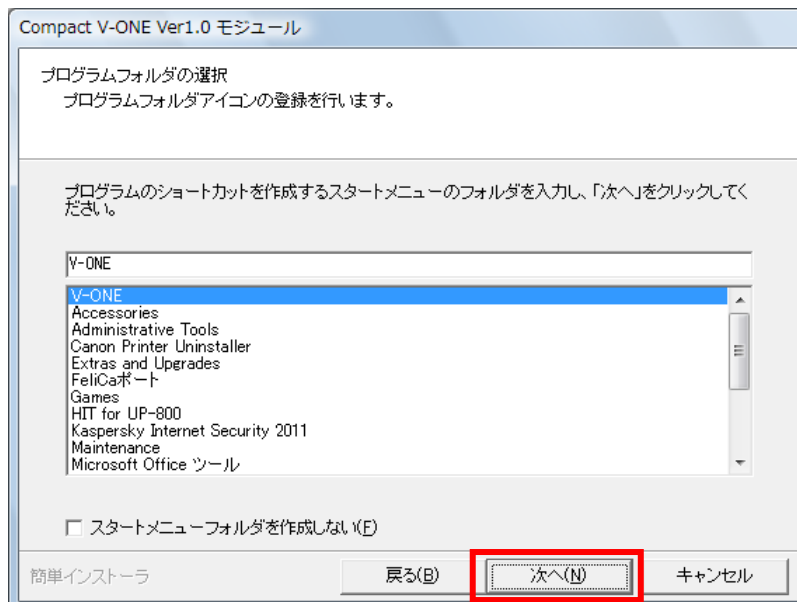 Compact V-ONE Ver1.0 モジュール
プログラムフォルダの選択
プログラムフォルダアイコンの登録を行います。
プログラムのショートカットを作成するスタートメニューのフォルダを入力し、「次へ」をクリックしてく
ださい。
V-ONE
V-ONE
Accessories
Administrative Tools
Canon Printer Uninstaller
Extras and Upgrades
FeliCaポート
Games
HIT for UP-800
Kaspersky Internet Security 2011
Maintenance
Microsoft Office ツール
スタートメニューフォルダを作成しない(F)
簡単インストーラ
戻る(B)
次へ(N)
キャンセル